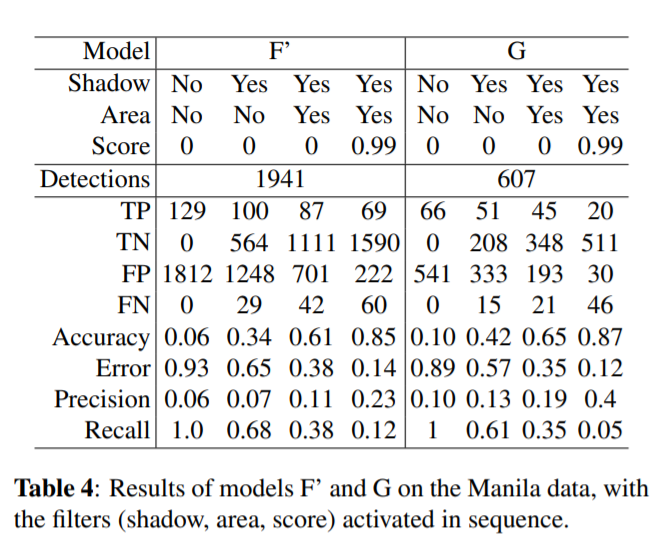 Model F’ G
Shadow No Yes Yes Yes No Yes Yes Yes
Area No No Yes Yes No No Yes Yes
Score 0 0 0 0.99 0 0 0 0.99
Detections 1941 607
TP 129 100 87 69 66 51 45 20
TN 0 564 1111 1590 0 208 348 511
FP 1812 1248 701 222 541 333 193 30
FN 0 29 42 60 0 15 21 46
Accuracy 0.06 0.34 0.61 0.85 0.10 0.42 0.65 0.87
Error 0.93 0.65 0.38 0.14 0.89 0.57 0.35 0.12
Precision 0.06 0.07 0.11 0.23 0.10 0.13 0.19 0.4
Recall 1.0 0.68 0.38 0.12 1 0.61 0.35 0.05
Table 4: Results of models F’ and G on the Manila data, with
the filters (shadow, area, score) activated in sequence.